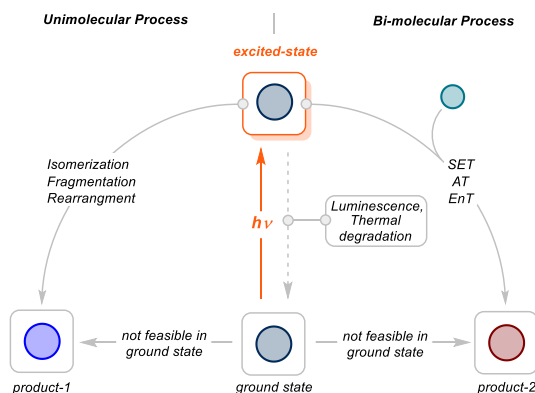 Unimolecular Process
Bi-molecular Process
excited-state
Isomerization
Fragmentation
Rearrangment
SET
AT
EnT
Luminescence,
Thermal
degradation
hν
not feasible in
ground state
not feasible in
ground state
product-1
ground state
product-2